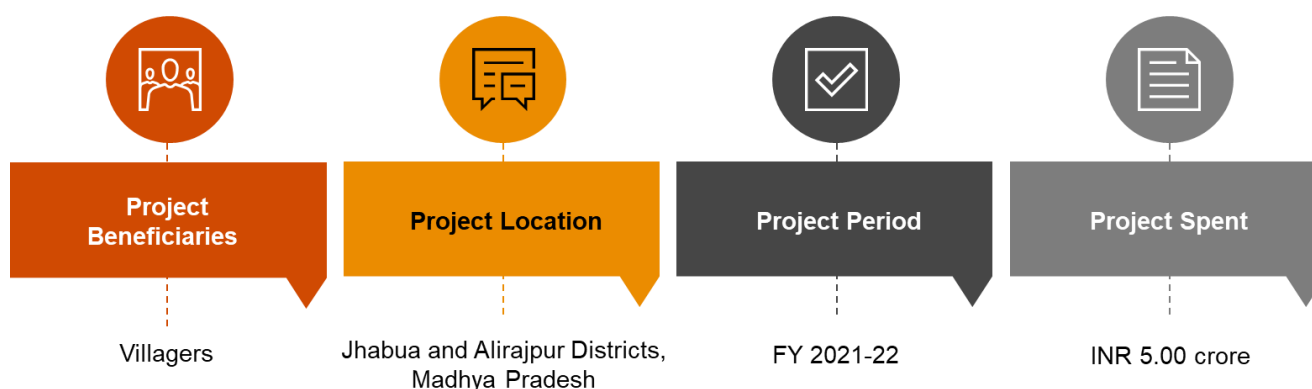 Project
Beneficiaries
Project Location
Project Period
Project Spent
Villagers
Jhabua and Alirajpur Districts,
Madhya Pradesh
FY 2021-22
INR 5.00 crore